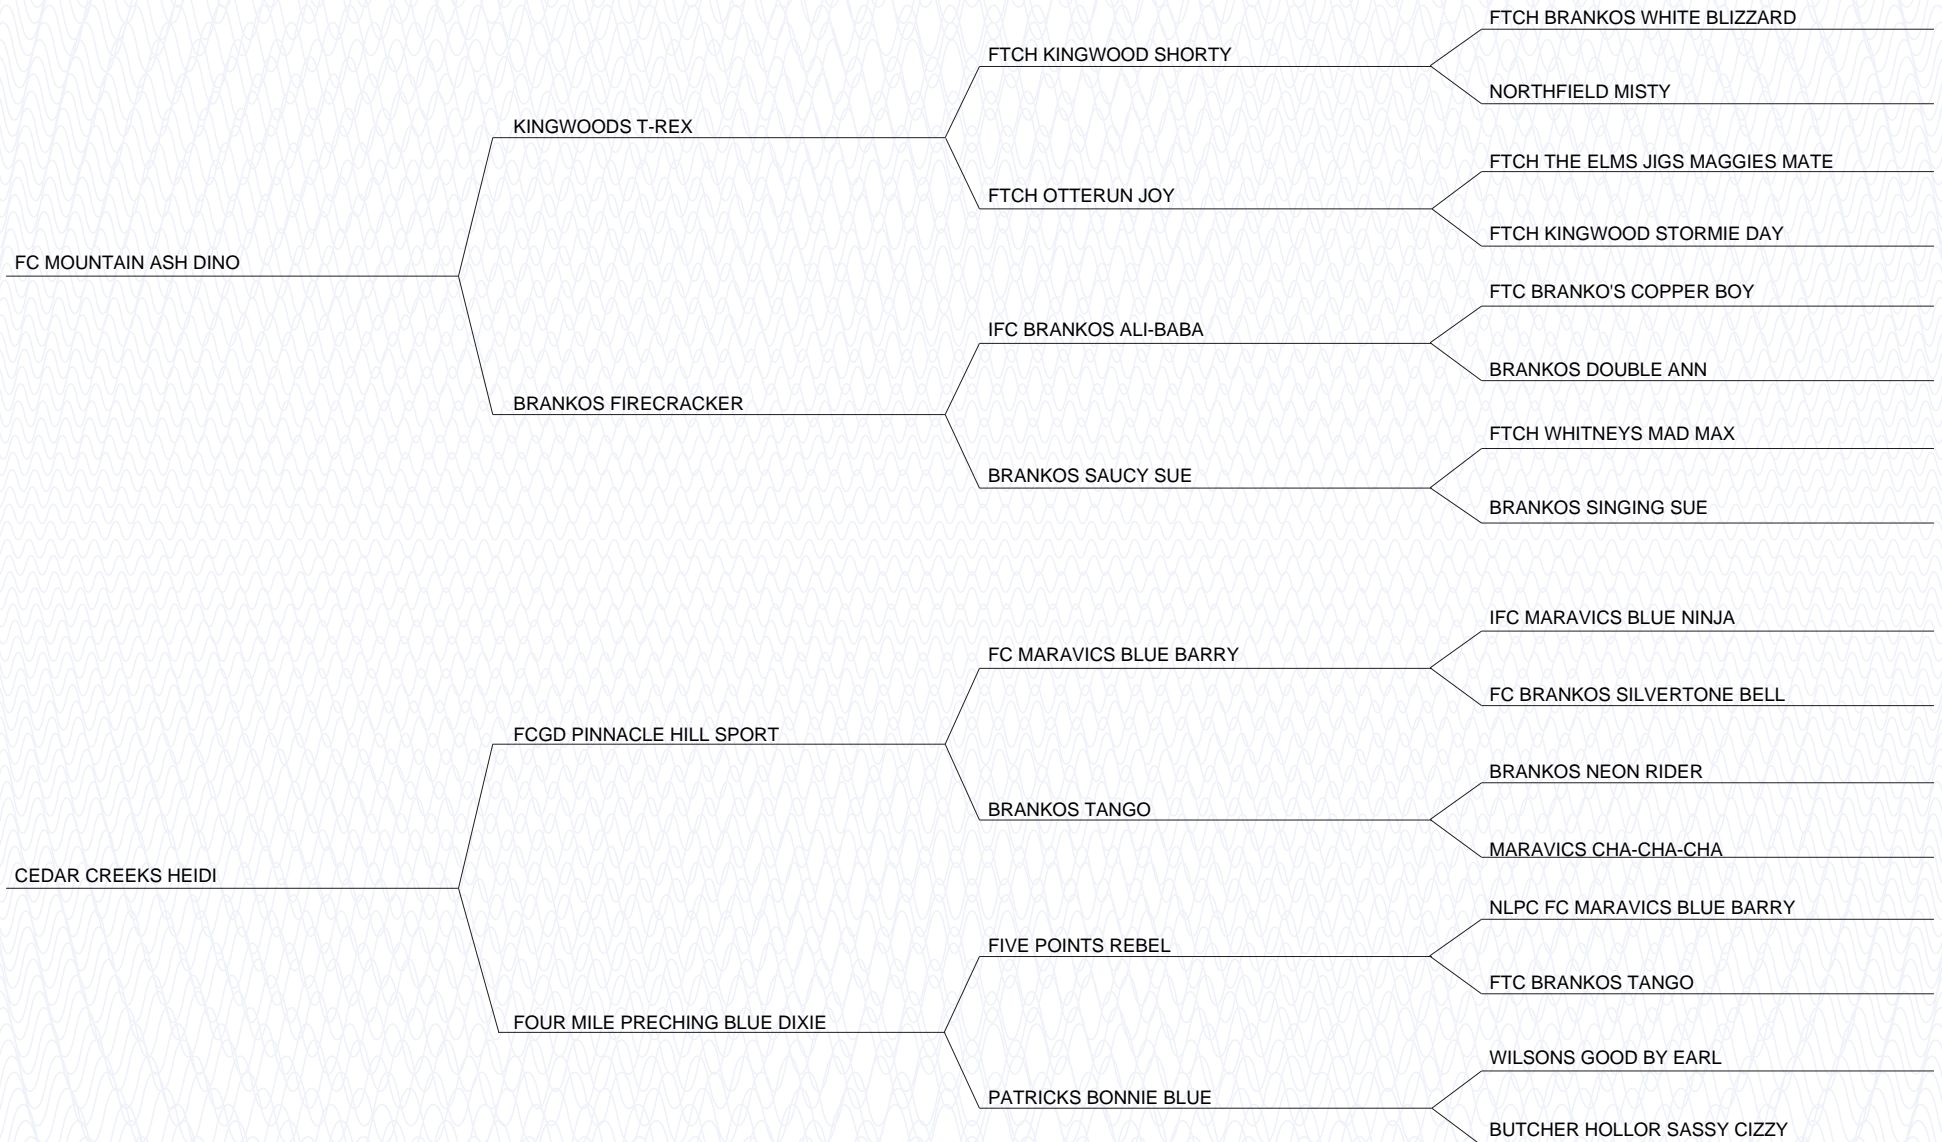 FTCH BRANKOS WHITE BLIZZARD
FTCH KINGWOOD SHORTY
NORTHFIELD MISTY
KINGWOODS T-REX
FTCH THE ELMS JIGS MAGGIES MATE
FTCH OTTERUN JOY
FTCH KINGWOOD STORMIE DAY
FC MOUNTAIN ASH DINO
FTC BRANKO'S COPPER BOY
IFC BRANKOS ALI-BABA
BRANKOS DOUBLE ANN
BRANKOS FIRECRACKER
FTCH WHITNEYS MAD MAX
BRANKOS SAUCY SUE
BRANKOS SINGING SUE
IFC MARAVICS BLUE NINJA
FC MARAVICS BLUE BARRY
FC BRANKOS SILVERTONE BELL
FCGD PINNACLE HILL SPORT
BRANKOS NEON RIDER
BRANKOS TANGO
MARAVICS CHA-CHA-CHA
CEDAR CREEKS HEIDI
NLPC FC MARAVICS BLUE BARRY
FIVE POINTS REBEL
FTC BRANKOS TANGO
FOUR MILE PRECHING BLUE DIXIE
WILSONS GOOD BY EARL
PATRICKS BONNIE BLUE
BUTCHER HOLLOR SASSY CIZZY